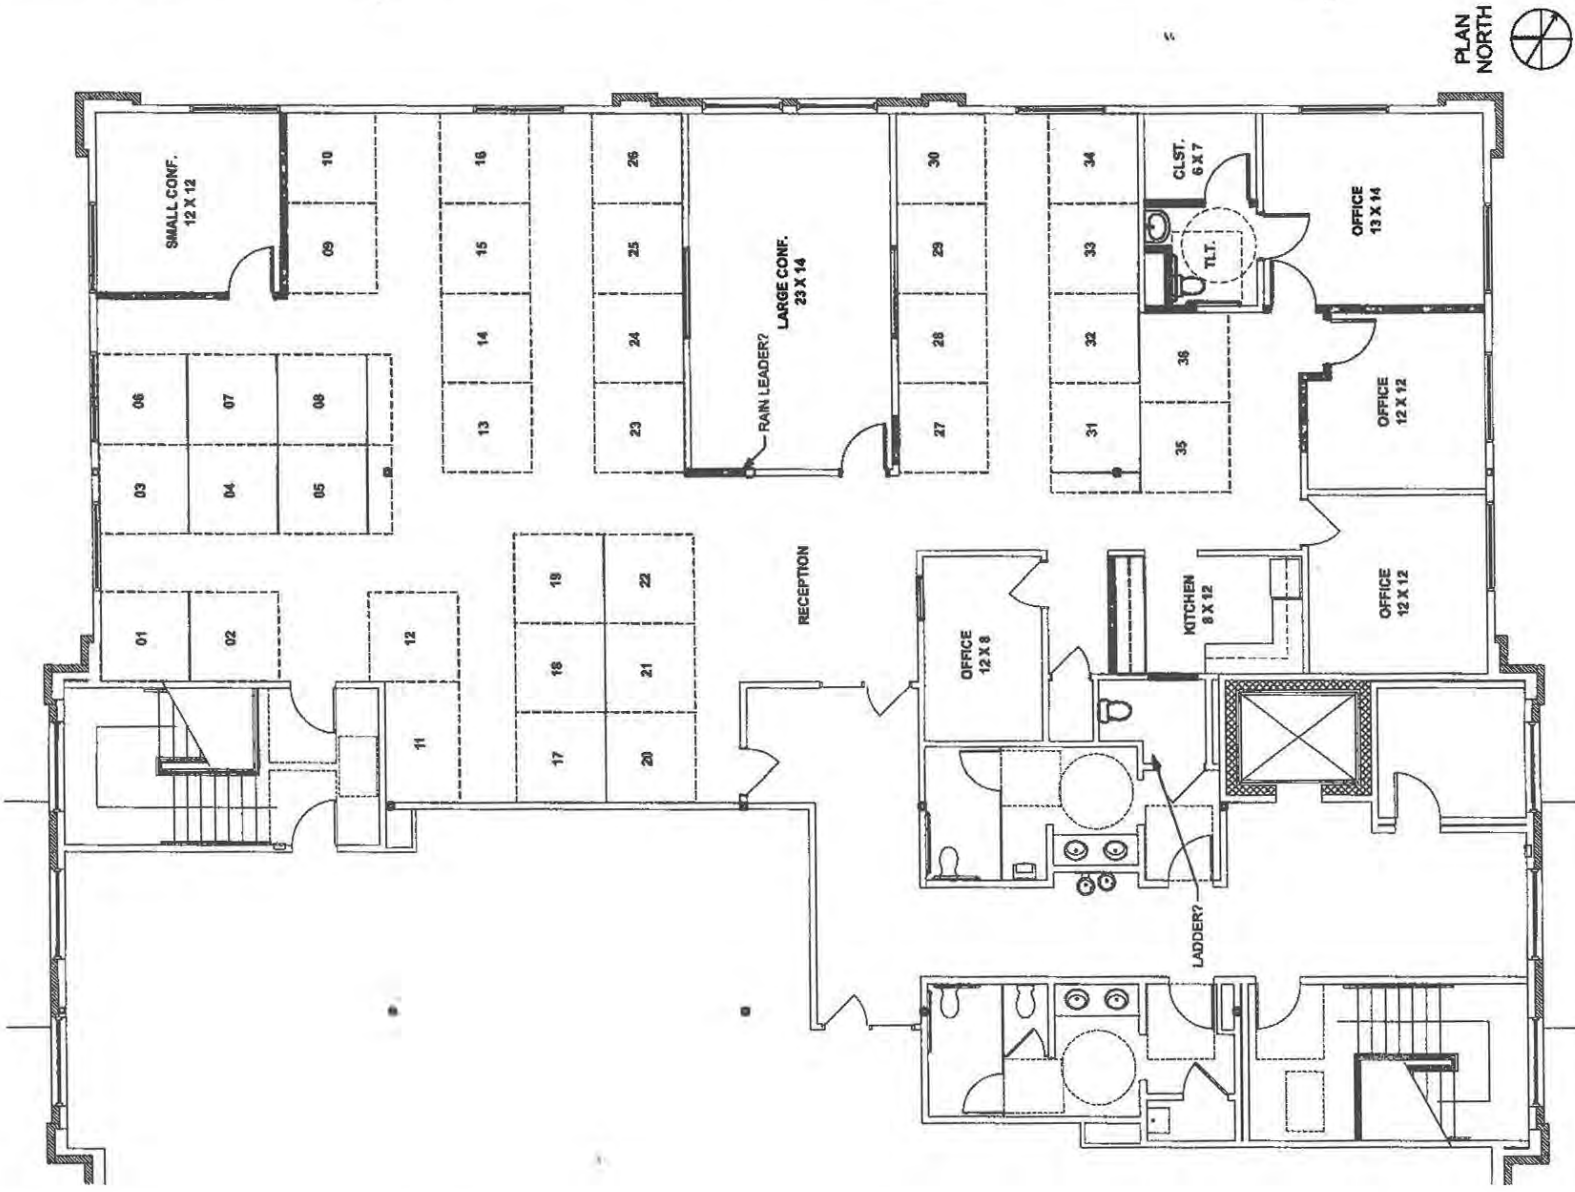 PLAN
NORTH
SMALL CONF.
12 X 12
10
09
16
15
14
13
26
25
24
23
LARGE CONF.
23 X 14
RAIN LEADER?
30
29
28
27
34
33
32
31
CLST.
6 X 7
TLT.
OFFICE
13 X 14
36
35
OFFICE
12 X 12
06
07
08
03
04
05
01
02
12
11
19
22
18
21
17
20
RECEPTION
OFFICE
12 X 8
KITCHEN
8 X 12
OFFICE
12 X 12
LADDER?